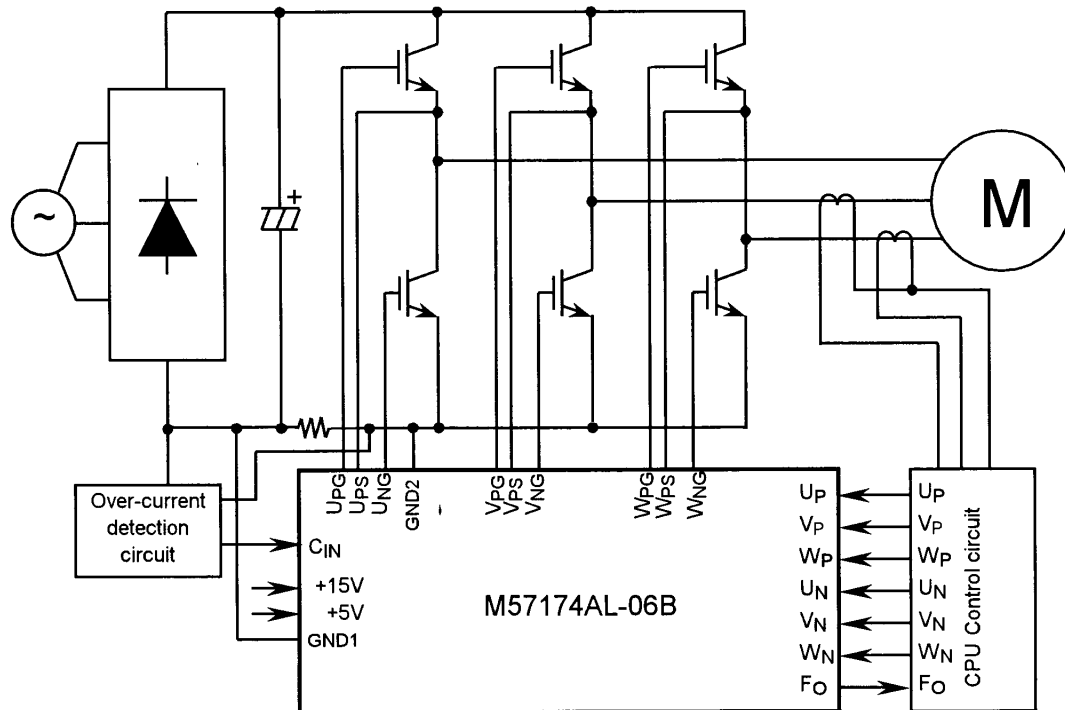 +
~
M
UPG
UPS
UNG
GND2
VPG
VPS
VNG
WPG
WPS
WNG
Over-current
detection
circuit
CIN
+15V
+5V
GND1
M57174AL-06B
UP
VP
WP
UN
VN
WN
FO
UP
VP
WP
UN
VN
WN
FO
CPU Control circuit